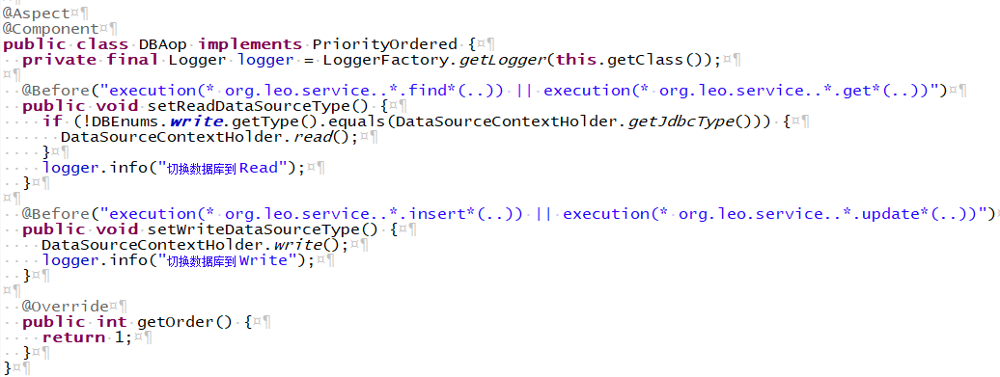 @Aspect
@Component
public class DBAop implements PriorityOrdered {
  private final Logger logger = LoggerFactory.getLogger(this.getClass());

  @Before("execution(* org.leo.service..*.find*(..)) || execution(* org.leo.service..*.get*(..))")
  public void setReadDataSourceType() {
    if (!DBEnums.write.getType().equals(DataSourceContextHolder.getJdbcType())) {
      DataSourceContextHolder.read();
    }
    logger.info("切换数据库到Read");
  }

  @Before("execution(* org.leo.service..*.insert*(..)) || execution(* org.leo.service..*.update*(..))")
  public void setWriteDataSourceType() {
    DataSourceContextHolder.write();
    logger.info("切换数据库到Write");
  }

  @Override
  public int getOrder() {
    return 1;
  }
}